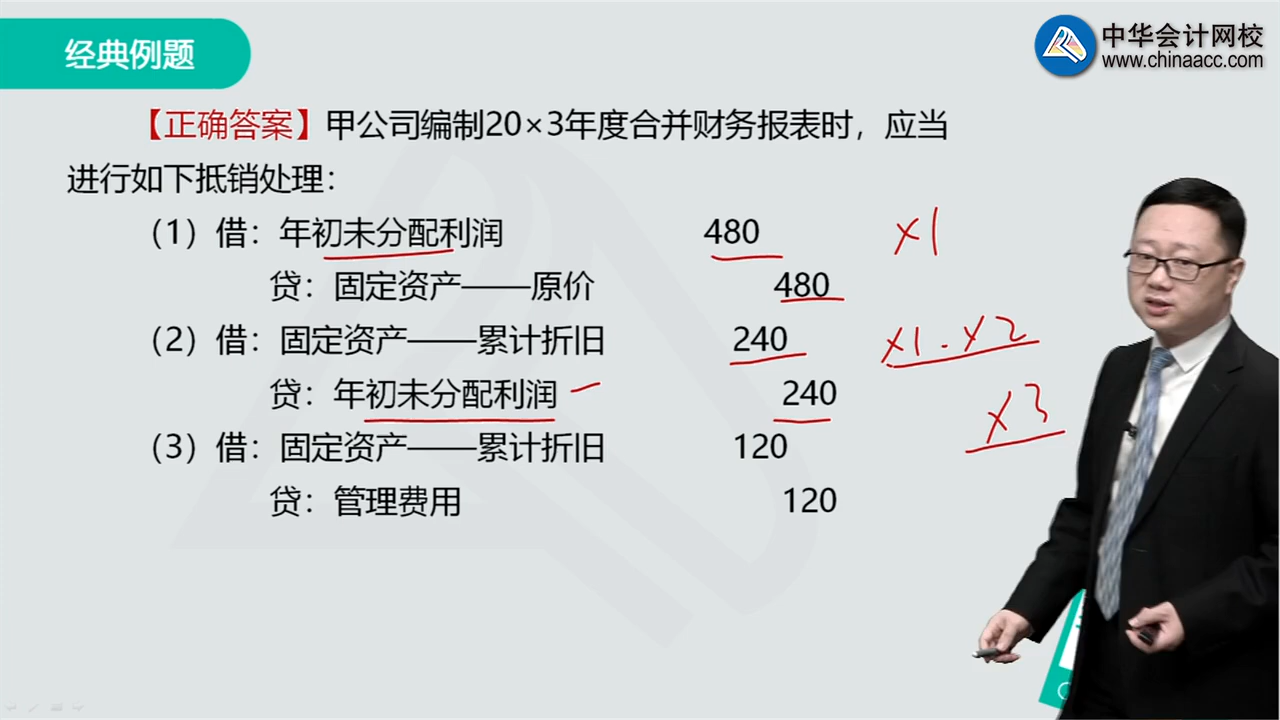 经典例题
中华会计网校
www.chinaacc.com
【正确答案】甲公司编制20×3年度合并财务报表时，应当
进行如下抵销处理：
（1）借：年初未分配利润 480 ×1
贷：固定资产——原价 480
（2）借：固定资产——累计折旧 240 ×1.×2
贷：年初未分配利润 240 ×3
（3）借：固定资产——累计折旧 120
贷：管理费用 120